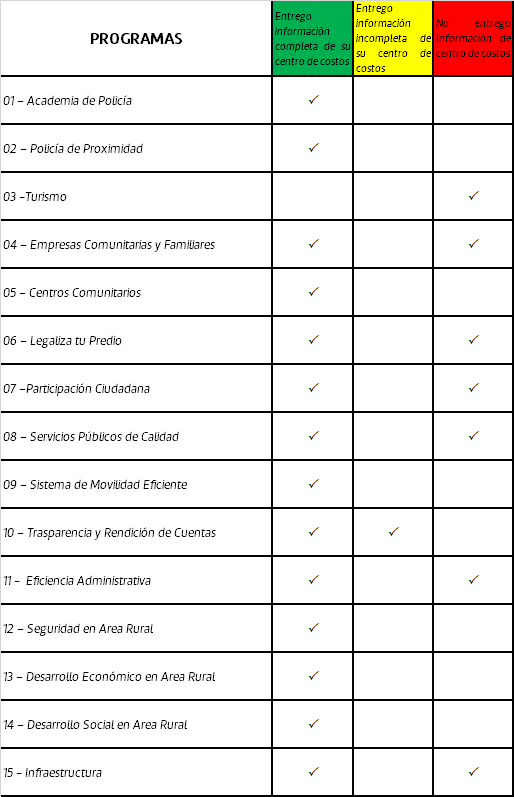 PROGRAMAS
Entrego
información
completa de su
centro de costos
Entrego
información
incompleta de
su centro de
costos
No entrego
información de
centro de costos
01 – Academia de Policía ✓
02 – Policía de Proximidad ✓
03 –Turismo ✓
04 – Empresas Comunitarias y Familiares ✓ ✓
05 – Centros Comunitarios ✓
06 – Legaliza tu Predio ✓ ✓
07 –Participación Ciudadana ✓ ✓
08 – Servicios Públicos de Calidad ✓ ✓
09 – Sistema de Movilidad Eficiente ✓
10 – Trasparencia y Rendición de Cuentas ✓ ✓
11 – Eficiencia Administrativa ✓ ✓
12 – Seguridad en Area Rural ✓
13 – Desarrollo Económico en Area Rural ✓
14 – Desarrollo Social en Area Rural ✓
15 – Infraestructura ✓ ✓